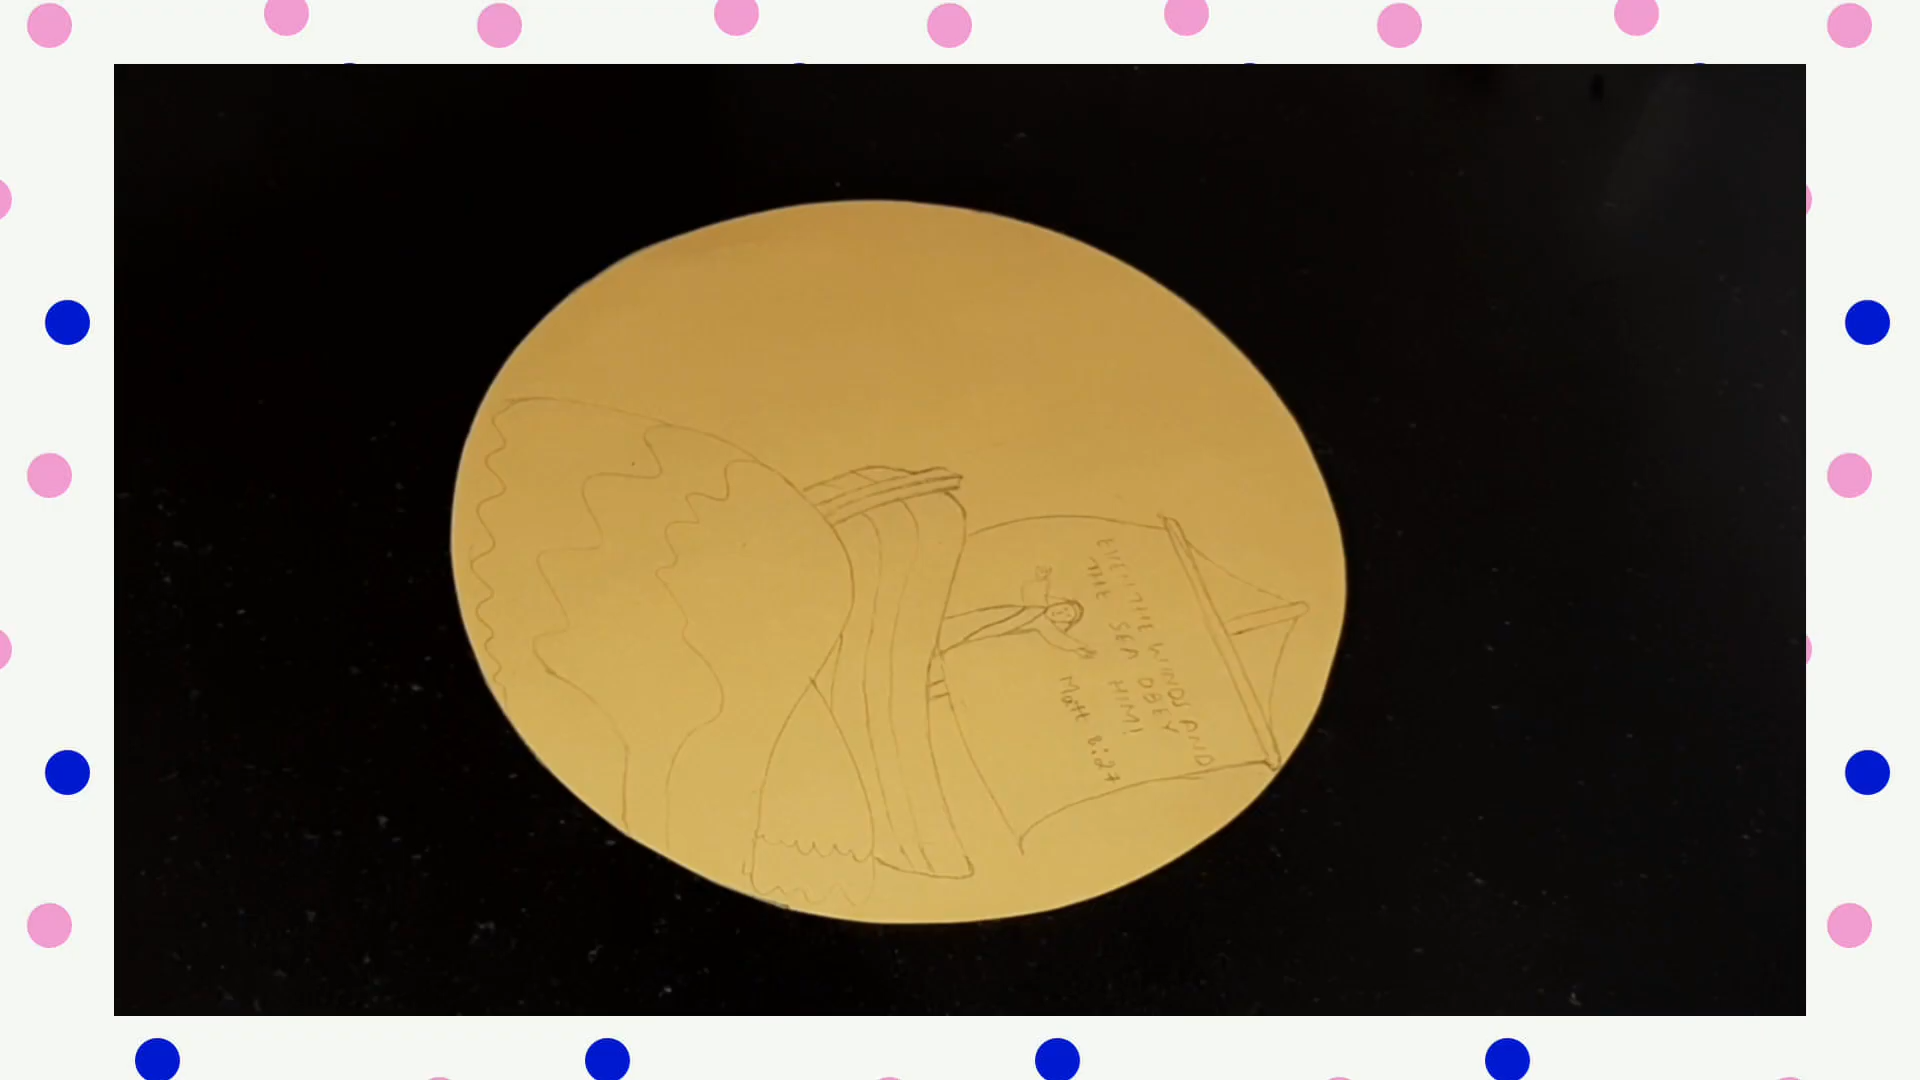 EVEN THE WINDS AND
THE SEA OBEY
HIM!
Matt 8:27